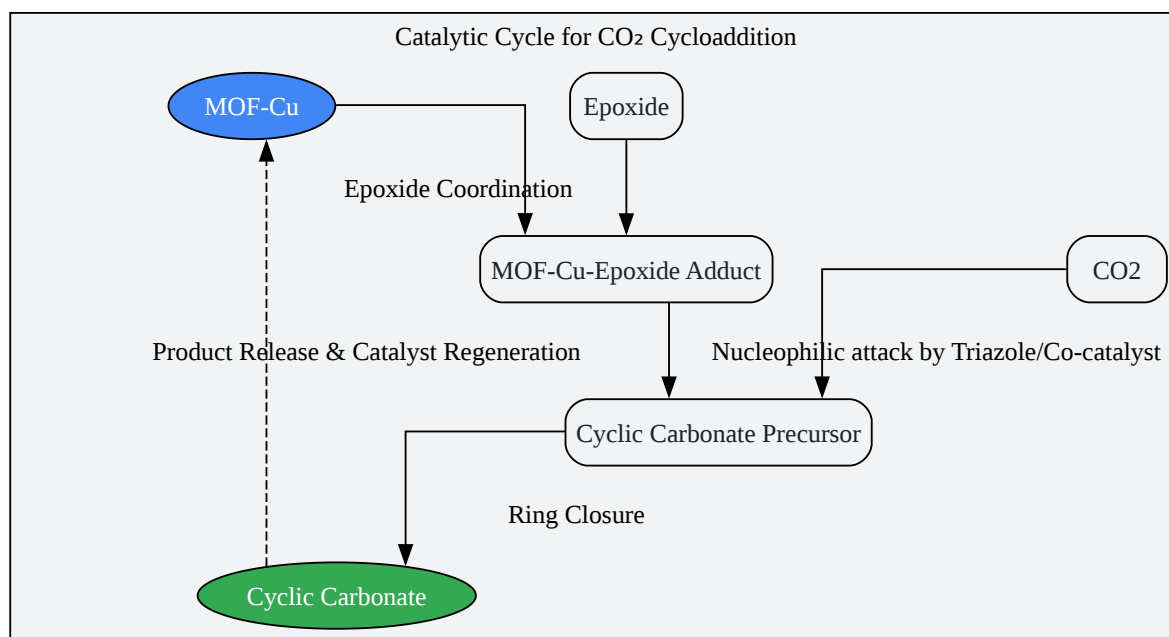 Catalytic Cycle for CO₂ Cycloaddition
MOF-Cu
Epoxide
Epoxide Coordination
MOF-Cu-Epoxide Adduct
CO2
Product Release & Catalyst Regeneration
Nucleophilic attack by Triazole/Co-catalyst
Cyclic Carbonate Precursor
Ring Closure
Cyclic Carbonate